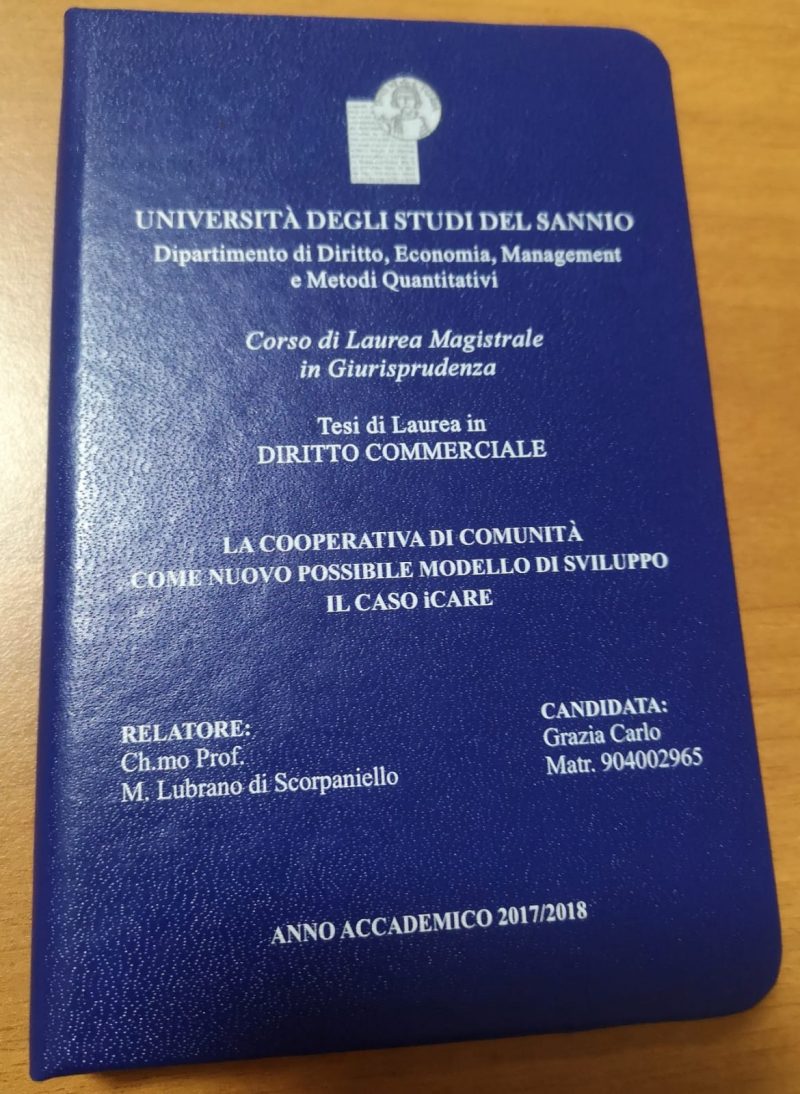 UNIVERSITÀ DEGLI STUDI DEL SANNIO
Dipartimento di Diritto, Economia, Management
e Metodi Quantitativi
Corso di Laurea Magistrale
in Giurisprudenza
Tesi di Laurea in
DIRITTO COMMERCIALE
LA COOPERATIVA DI COMUNITÀ
COME NUOVO POSSIBILE MODELLO DI SVILUPPO
IL CASO iCARE
RELATORE:
Ch.mo Prof.
M. Lubrano di Scorpaniello
CANDIDATA:
Grazia Carlo
Matr. 904002965
ANNO ACCADEMICO 2017/2018